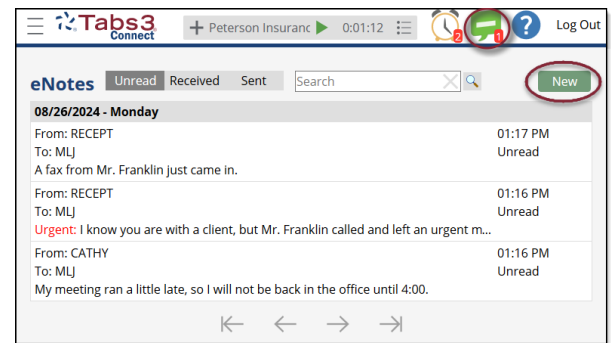 Tabs3
Connect
Peterson Insuranc 0:01:12
2
1
?
Log Out
eNotes Unread Received Sent Search New
08/26/2024 - Monday
From: RECEPT 01:17 PM
To: MLJ Unread
A fax from Mr. Franklin just came in.
From: RECEPT 01:16 PM
To: MLJ Unread
Urgent: I know you are with a client, but Mr. Franklin called and left an urgent m...
From: CATHY 01:16 PM
To: MLJ Unread
My meeting ran a little late, so I will not be back in the office until 4:00.